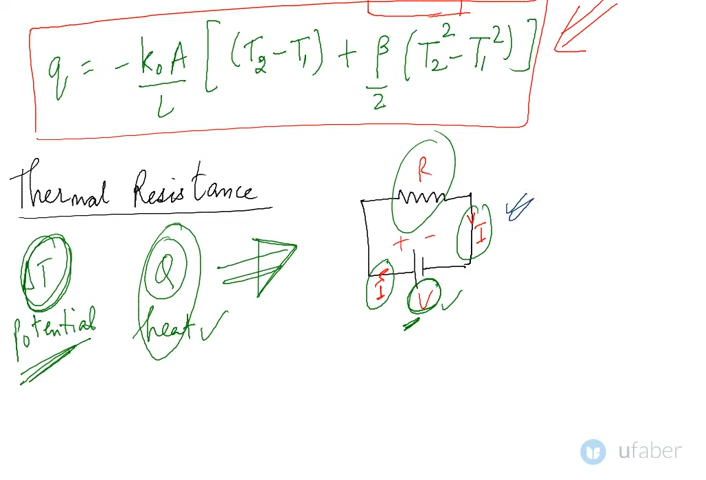 q = -k₀A/L [ (T₂-T₁) + β/2 (T₂² - T₁²) ]
Thermal Resistance
R
ΔT Q + - I
I V
potential heat
ufaber